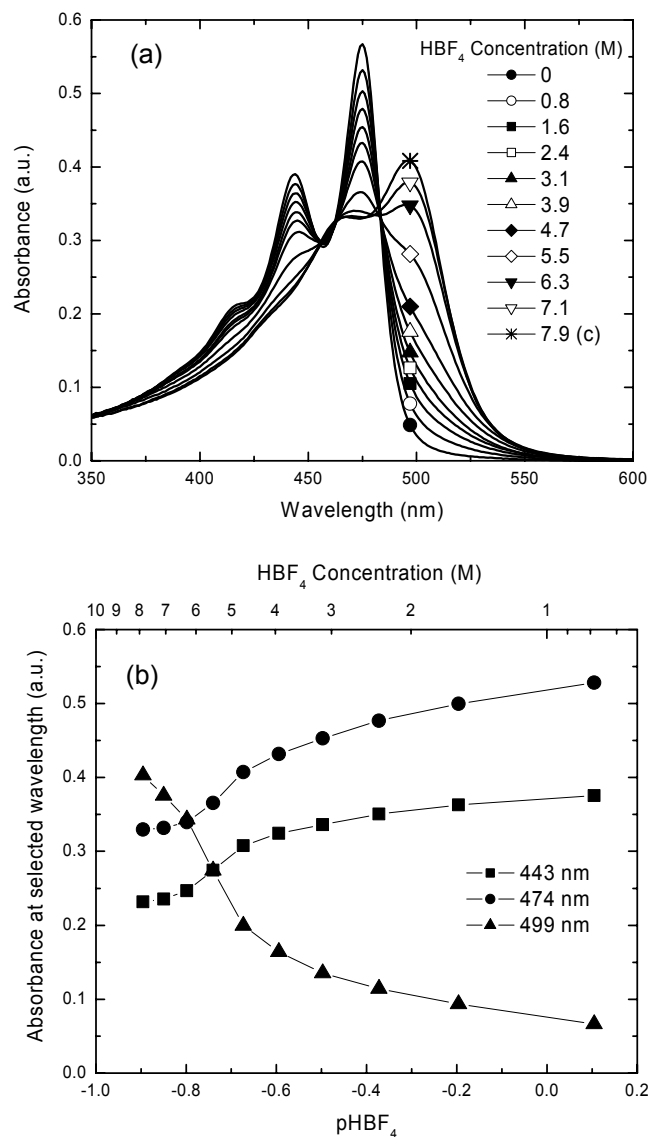 (a)
HBF₄ Concentration (M)
0
0.8
1.6
2.4
3.1
3.9
4.7
5.5
6.3
7.1
7.9 (c)
0.6
0.5
0.4
0.3
0.2
0.1
0.0
Absorbance (a.u.)
350 400 450 500 550 600
Wavelength (nm)
HBF₄ Concentration (M)
10 9 8 7 6 5 4 3 2 1
(b)
0.6
0.5
0.4
0.3
0.2
0.1
0.0
Absorbance at selected wavelength (a.u.)
443 nm
474 nm
499 nm
-1.0 -0.8 -0.6 -0.4 -0.2 0.0 0.2
pHBF₄